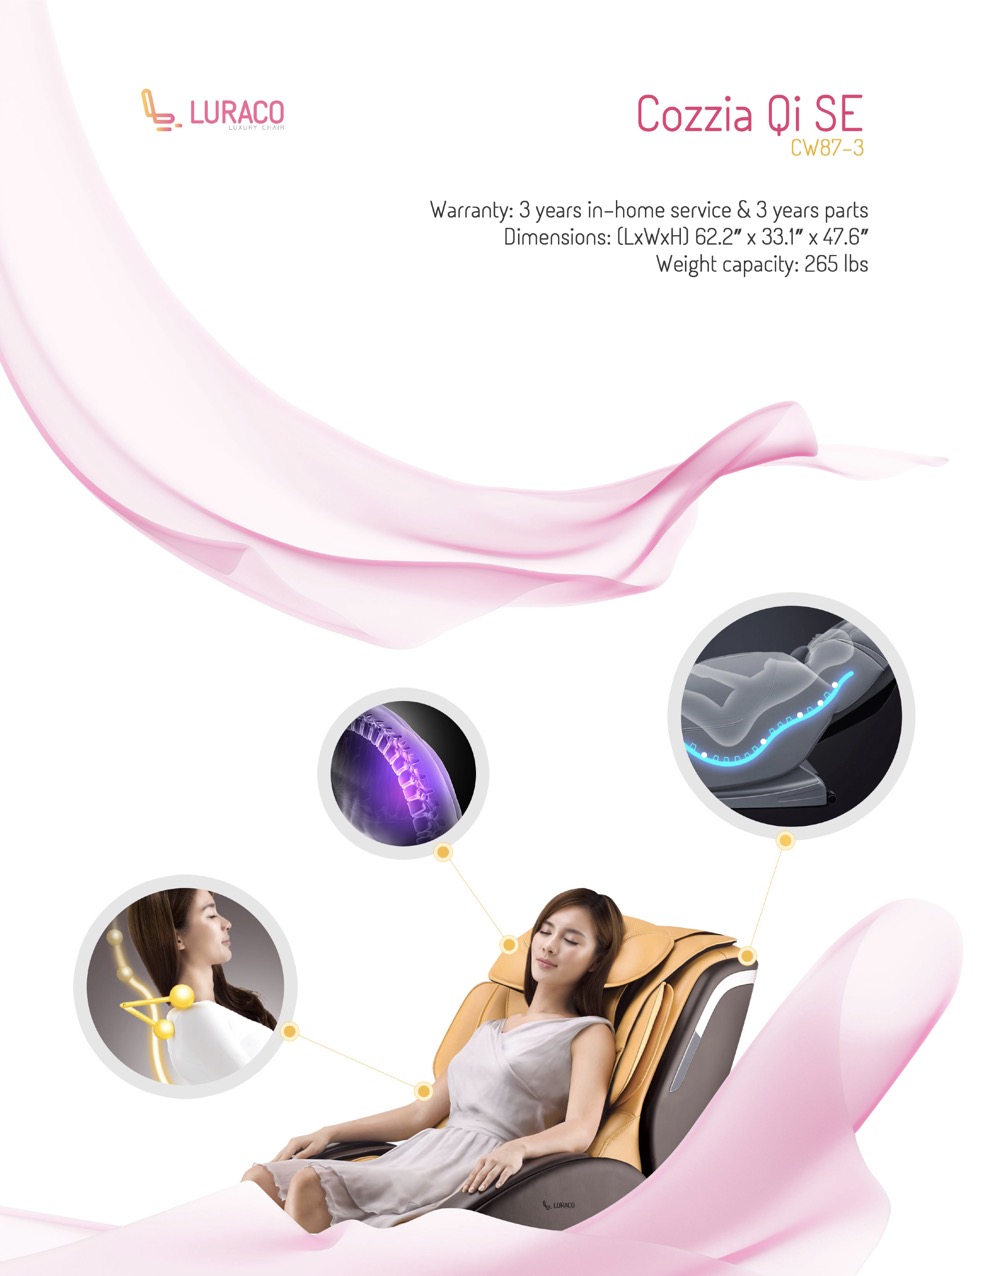 LURACO
LUXURY CHAIR
Cozzia Qi SE
CW87-3
Warranty: 3 years in-home service & 3 years parts
Dimensions: (LxWxH) 62.2” x 33.1” x 47.6”
Weight capacity: 265 lbs
LURACO